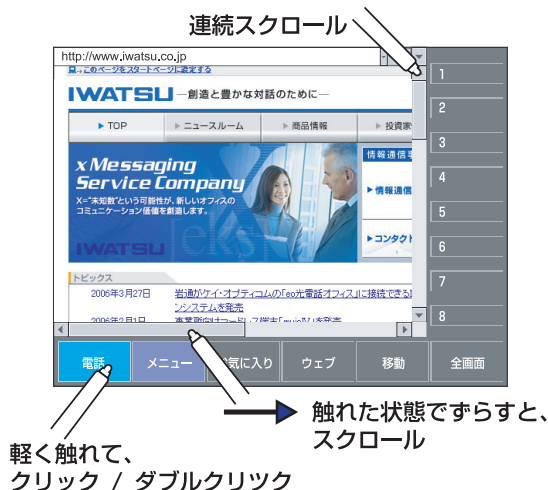 連続スクロール
http://www.iwatsu.co.jp
このページをスタートページに設定する
IWATSU ―創造と豊かな対話のために―
TOP ニュースルーム 商品情報 投資家
x Messaging
Service Company
X="未知数"という可能性が、新しいオフィスの
コミュニケーション価値を創造します。
IWATSU
情報通信
情報通信
コンタクト
トピックス
2006年3月27日 岩通がケイ・オプティコムの「eo光電話オフィス」に接続できる
ンシステムを発売
2006年2月1日
1
2
3
4
5
6
7
8
電話 メニュー お気に入り ウェブ 移動 全画面
触れた状態でずらすと、
スクロール
軽く触れて、
クリック / ダブルクリツク